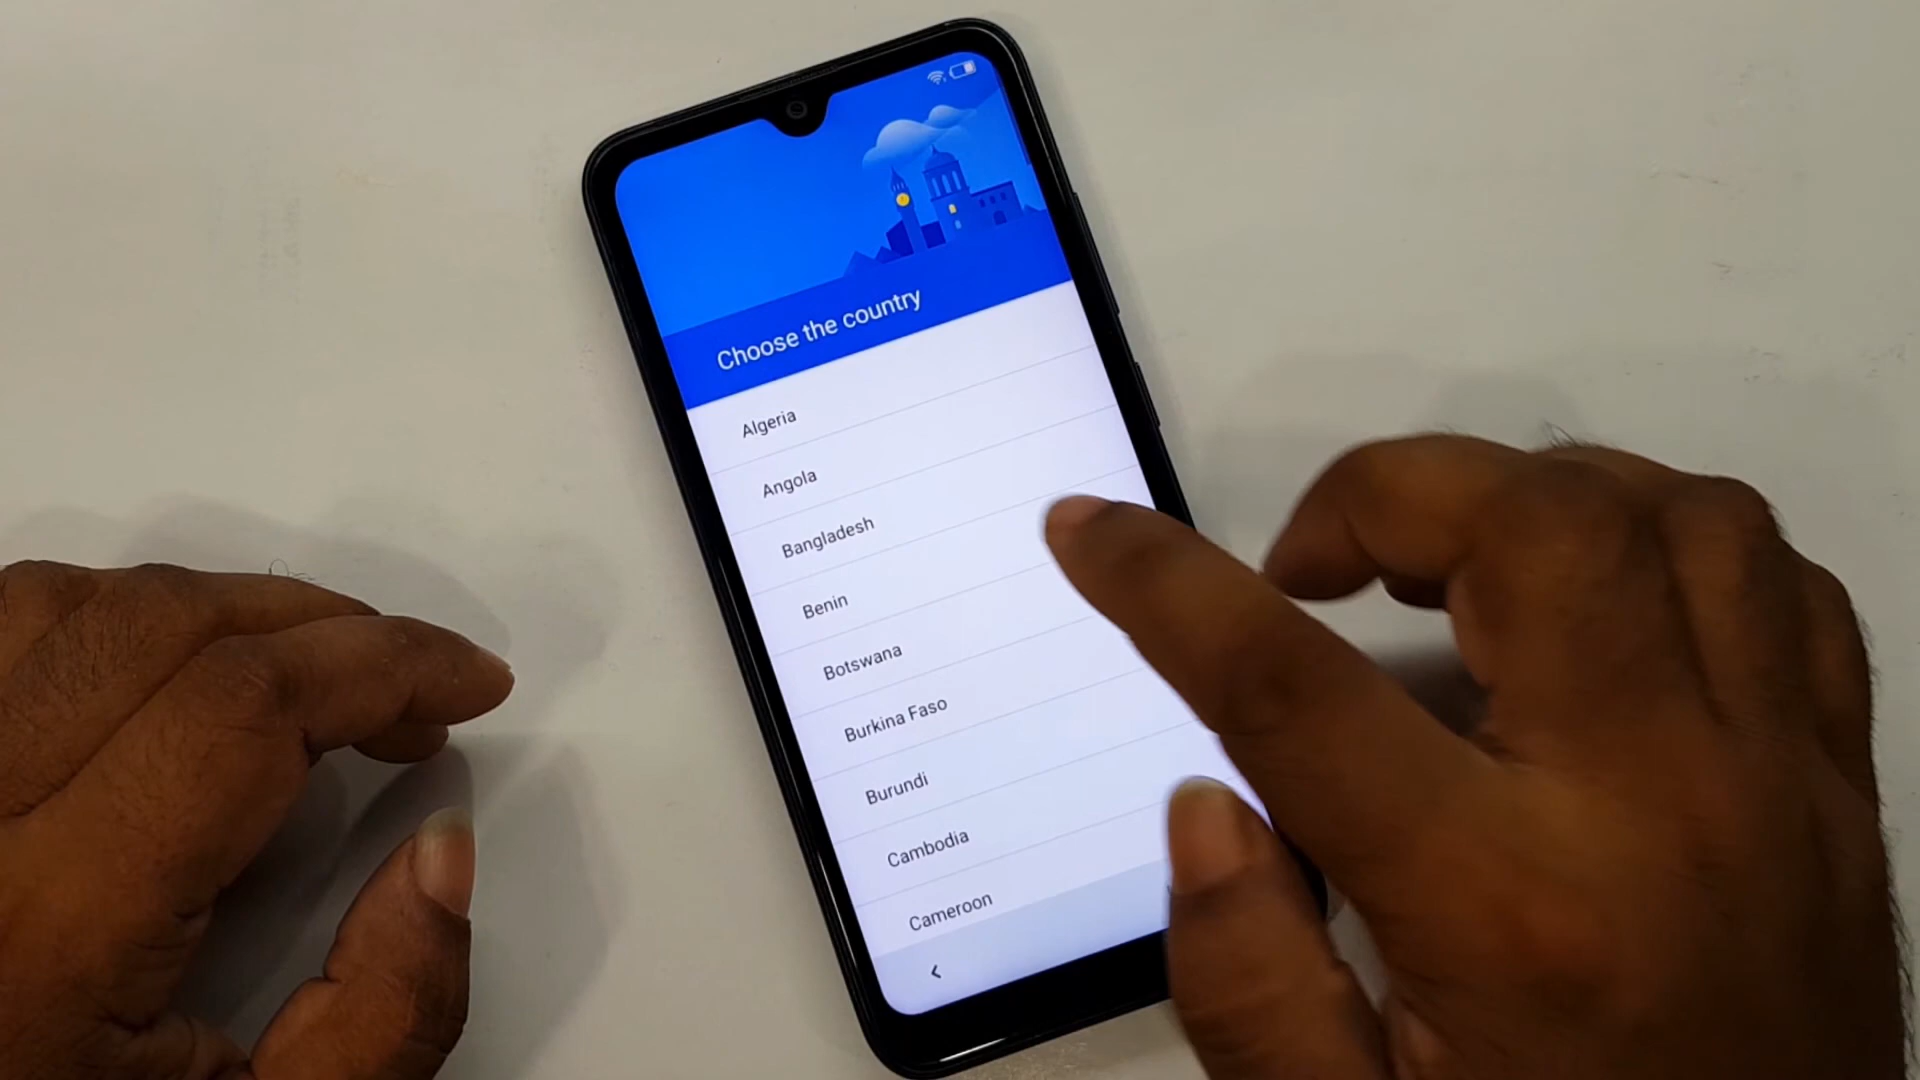 Choose the country
Algeria
Angola
Bangladesh
Benin
Botswana
Burkina Faso
Burundi
Cambodia
Cameroon